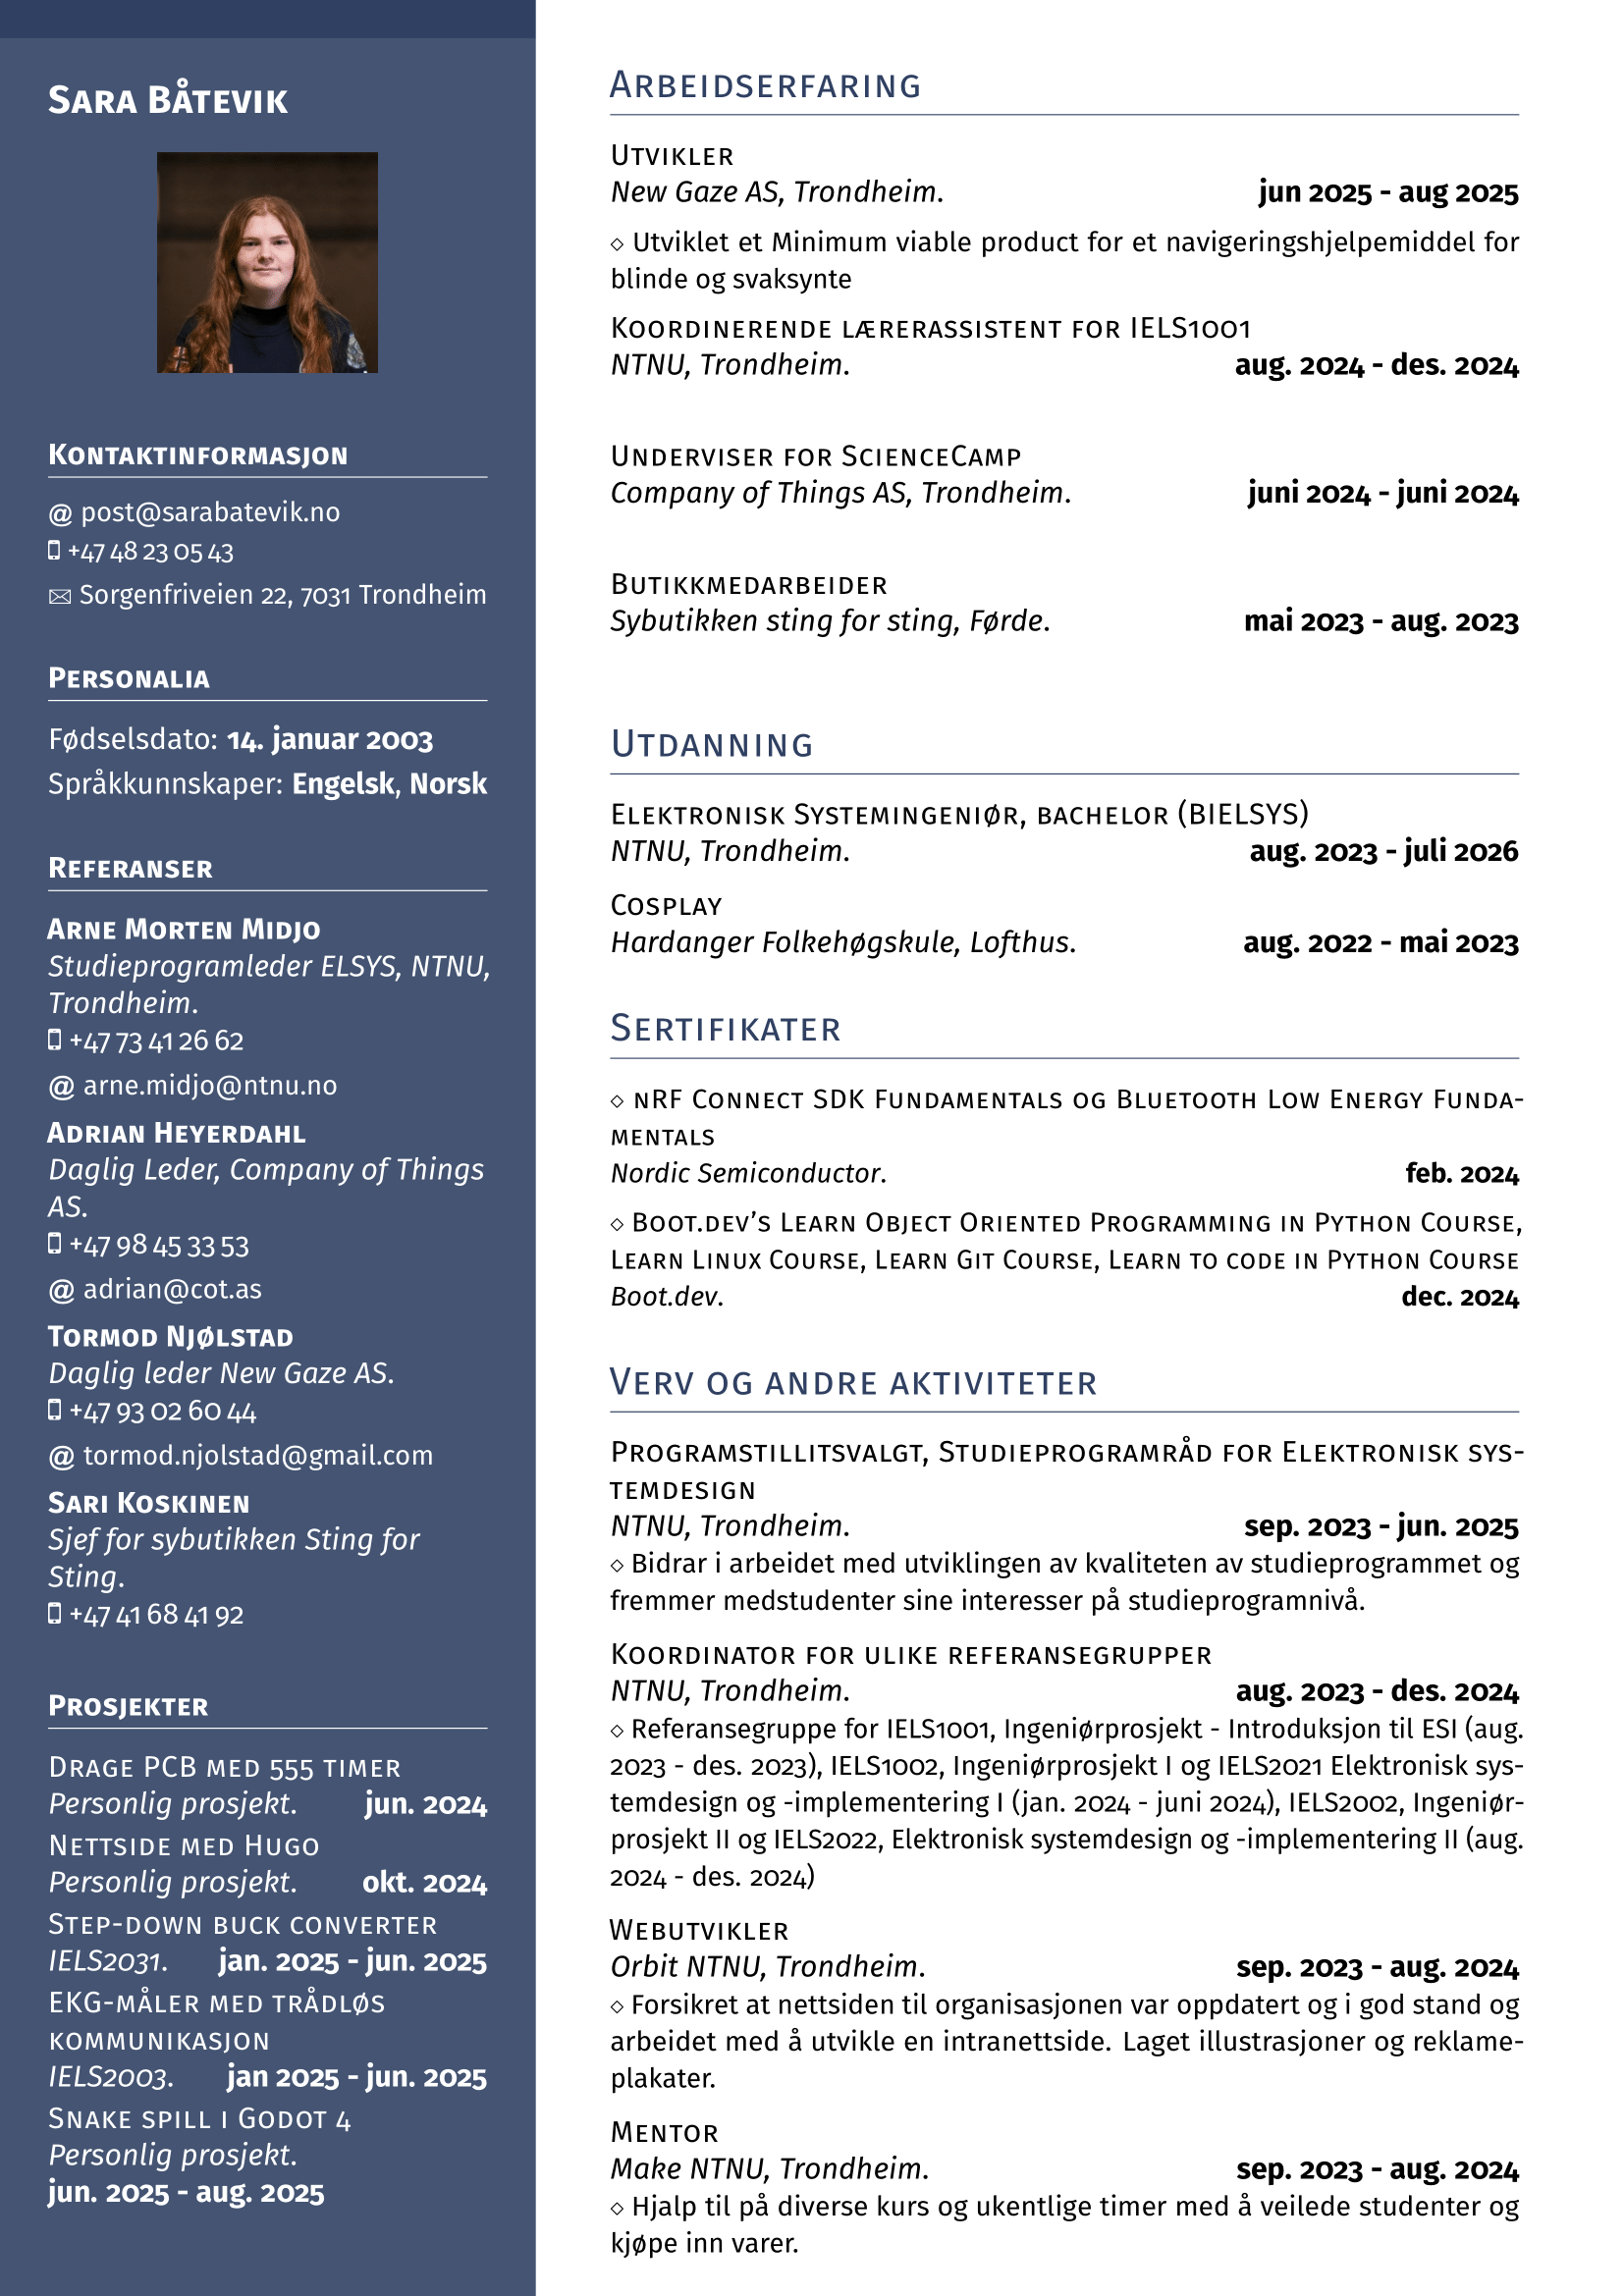 Sara Båtevik
Kontaktinformasjon
@ post@sarabatevik.no
+47 48 23 05 43
Sorgenfriveien 22, 7031 Trondheim
Personalia
Fødselsdato: 14. januar 2003
Språkkunnskaper: Engelsk, Norsk
Referanser
Arne Morten Midjo
Studieprogramleder ELSYS, NTNU,
Trondheim.
+47 73 41 26 62
@ arne.midjo@ntnu.no
Adrian Heyerdahl
Daglig Leder, Company of Things
AS.
+47 98 45 33 53
@ adrian@cot.as
Tormod Njølstad
Daglig leder New Gaze AS.
+47 93 02 60 44
@ tormod.njolstad@gmail.com
Sari Koskinen
Sjef for sybutikken Sting for
Sting.
+47 41 68 41 92
Prosjekter
Drage PCB med 555 timer
Personlig prosjekt. jun. 2024
Nettside med Hugo
Personlig prosjekt. okt. 2024
Step-down buck converter
IELS2031. jan. 2025 - jun. 2025
EKG-måler med trådløs
kommunikasjon
IELS2003. jan 2025 - jun. 2025
Snake spill i Godot 4
Personlig prosjekt.
jun. 2025 - aug. 2025
Arbeidserfaring
Utvikler
New Gaze AS, Trondheim. jun 2025 - aug 2025
◇ Utviklet et Minimum viable product for et navigeringshjelpemiddel for
blinde og svaksynte
Koordinerende lærerassistent for IELS1001
NTNU, Trondheim. aug. 2024 - des. 2024
Underviser for ScienceCamp
Company of Things AS, Trondheim. juni 2024 - juni 2024
Butikkmedarbeider
Sybutikken sting for sting, Førde. mai 2023 - aug. 2023
Utdanning
Elektronisk Systemingeniør, bachelor (BIELSYS)
NTNU, Trondheim. aug. 2023 - juli 2026
Cosplay
Hardanger Folkehøgskule, Lofthus. aug. 2022 - mai 2023
Sertifikater
◇ nRF Connect SDK Fundamentals og Bluetooth Low Energy Funda-
mentals
Nordic Semiconductor. feb. 2024
◇ Boot.dev's Learn Object Oriented Programming in Python Course,
Learn Linux Course, Learn Git Course, Learn to code in Python Course
Boot.dev. dec. 2024
Verv og andre aktiviteter
Programstillitsvalgt, Studieprogramråd for Elektronisk sys-
temdesign
NTNU, Trondheim. sep. 2023 - jun. 2025
◇ Bidrar i arbeidet med utviklingen av kvaliteten av studieprogrammet og
fremmer medstudenter sine interesser på studieprogramnivå.
Koordinator for ulike referansegrupper
NTNU, Trondheim. aug. 2023 - des. 2024
◇ Referansegruppe for IELS1001, Ingeniørprosjekt - Introduksjon til ESI (aug.
2023 - des. 2023), IELS1002, Ingeniørprosjekt I og IELS2021 Elektronisk sys-
temdesign og -implementering I (jan. 2024 - juni 2024), IELS2002, Ingeniør-
prosjekt II og IELS2022, Elektronisk systemdesign og -implementering II (aug.
2024 - des. 2024)
Webutvikler
Orbit NTNU, Trondheim. sep. 2023 - aug. 2024
◇ Forsikret at nettsiden til organisasjonen var oppdatert og i god stand og
arbeidet med å utvikle en intranettside. Laget illustrasjoner og reklame-
plakater.
Mentor
Make NTNU, Trondheim. sep. 2023 - aug. 2024
◇ Hjalp til på diverse kurs og ukentlige timer med å veilede studenter og
kjøpe inn varer.